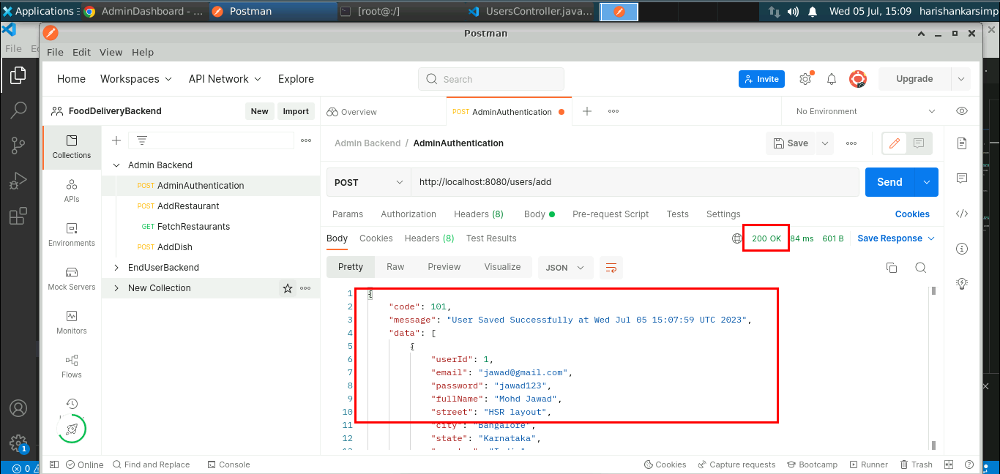 Applications
AdminDashboard - ...
Postman
[root@:/]
UsersController.java...
Wed 05 Jul, 15:09
harishankarsimp
Postman
File
File Edit View Help
Home
Workspaces
API Network
Explore
Search
Invite
Upgrade
FoodDeliveryBackend
New
Import
Overview
POST AdminAuthentication
No Environment
Collections
APIs
Environments
Mock Servers
Monitors
Flows
Admin Backend
POST AdminAuthentication
POST AddRestaurant
GET FetchRestaurants
POST AddDish
EndUserBackend
New Collection
Admin Backend / AdminAuthentication
Save
POST
http://localhost:8080/users/add
Send
Params
Authorization
Headers (8)
Body
Pre-request Script
Tests
Settings
Cookies
Body
Cookies
Headers (8)
Test Results
200 OK
84 ms
601 B
Save Response
Pretty
Raw
Preview
Visualize
JSON
1 {
2 "code": 101,
3 "message": "User Saved Successfully at Wed Jul 05 15:07:59 UTC 2023",
4 "data": [
5 {
6 "userId": 1,
7 "email": "jawad@gmail.com",
8 "password": "jawad123",
9 "fullName": "Mohd Jawad",
10 "street": "HSR layout",
11 "city": "Bangalore",
12 "state": "Karnataka",
1
0
Online
Find and Replace
Console
Cookies
Capture requests
Bootcamp
Runner
Trash